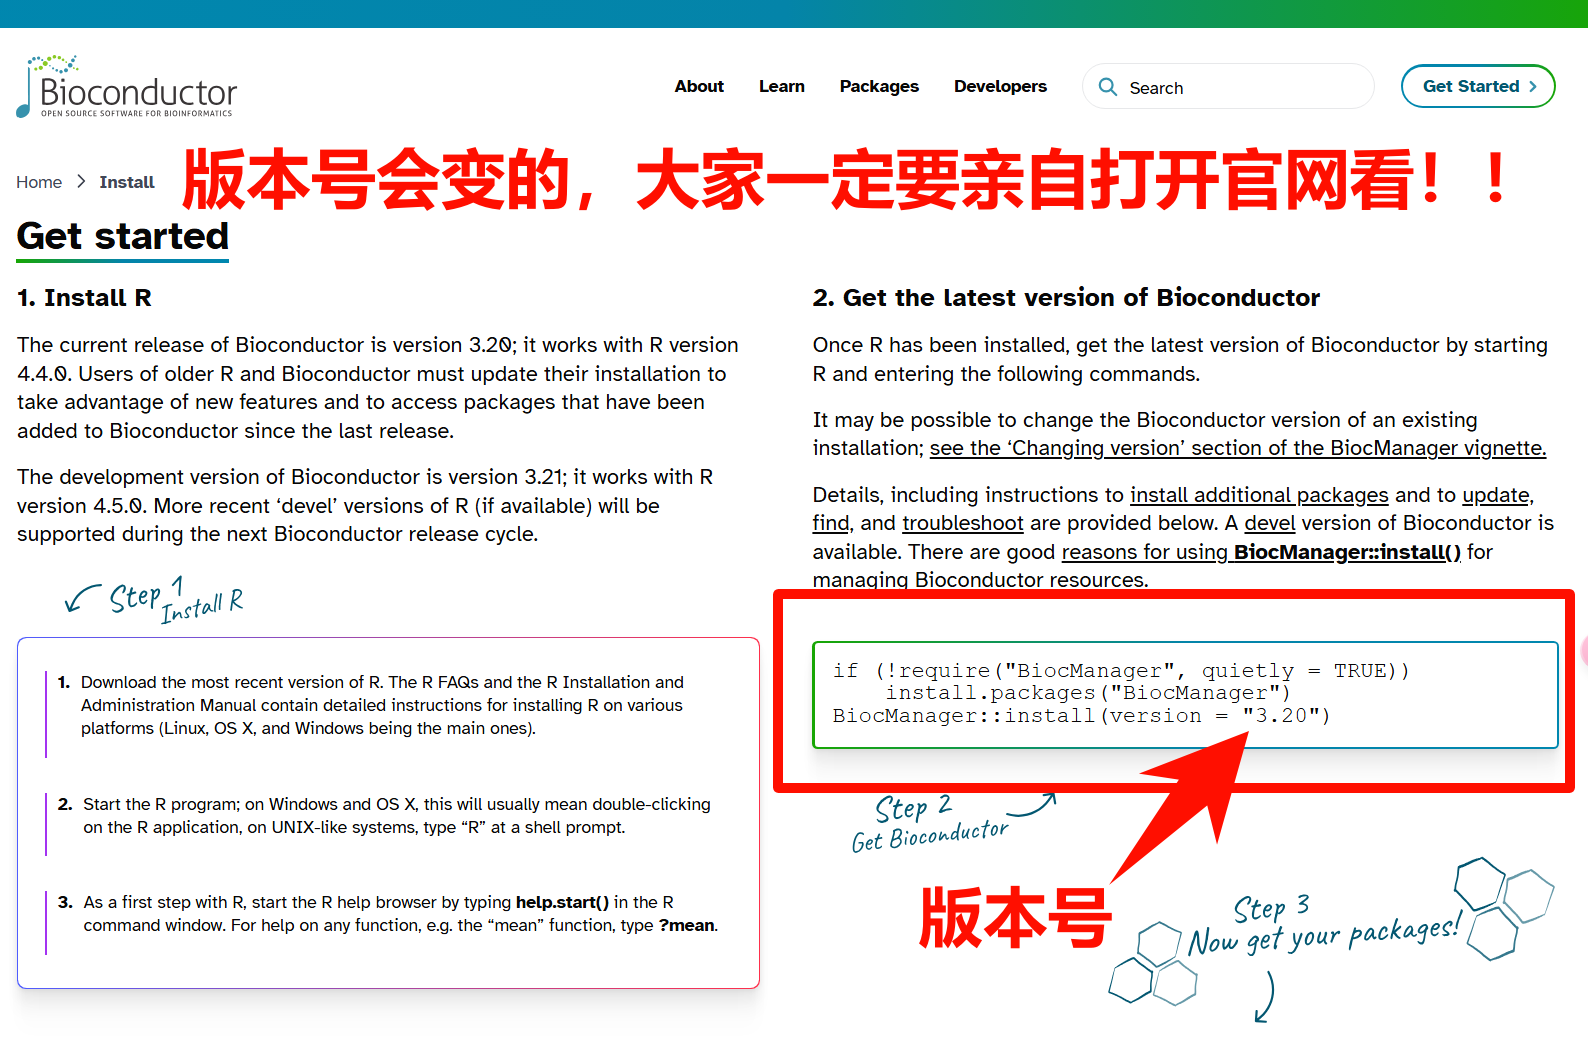 Bioconductor
OPEN SOURCE SOFTWARE FOR BIOINFORMATICS
About
Learn
Packages
Developers
Search
Get Started
Home > Install
版本号会变的，大家一定要亲自打开官网看！！
Get started
1. Install R
The current release of Bioconductor is version 3.20; it works with R version
4.4.0. Users of older R and Bioconductor must update their installation to
take advantage of new features and to access packages that have been
added to Bioconductor since the last release.
The development version of Bioconductor is version 3.21; it works with R
version 4.5.0. More recent ‘devel’ versions of R (if available) will be
supported during the next Bioconductor release cycle.
Step 1
Install R
1. Download the most recent version of R. The R FAQs and the R Installation and
Administration Manual contain detailed instructions for installing R on various
platforms (Linux, OS X, and Windows being the main ones).
2. Start the R program; on Windows and OS X, this will usually mean double-clicking
on the R application, on UNIX-like systems, type “R” at a shell prompt.
3. As a first step with R, start the R help browser by typing help.start() in the R
command window. For help on any function, e.g. the “mean” function, type ?mean.
2. Get the latest version of Bioconductor
Once R has been installed, get the latest version of Bioconductor by starting
R and entering the following commands.
It may be possible to change the Bioconductor version of an existing
installation; see the ‘Changing version’ section of the BiocManager vignette.
Details, including instructions to install additional packages and to update,
find, and troubleshoot are provided below. A devel version of Bioconductor is
available. There are good reasons for using BiocManager::install() for
managing Bioconductor resources.
if (!require("BiocManager", quietly = TRUE))
    install.packages("BiocManager")
BiocManager::install(version = "3.20")
Step 2
Get Bioconductor
版本号
Step 3
Now get your packages!